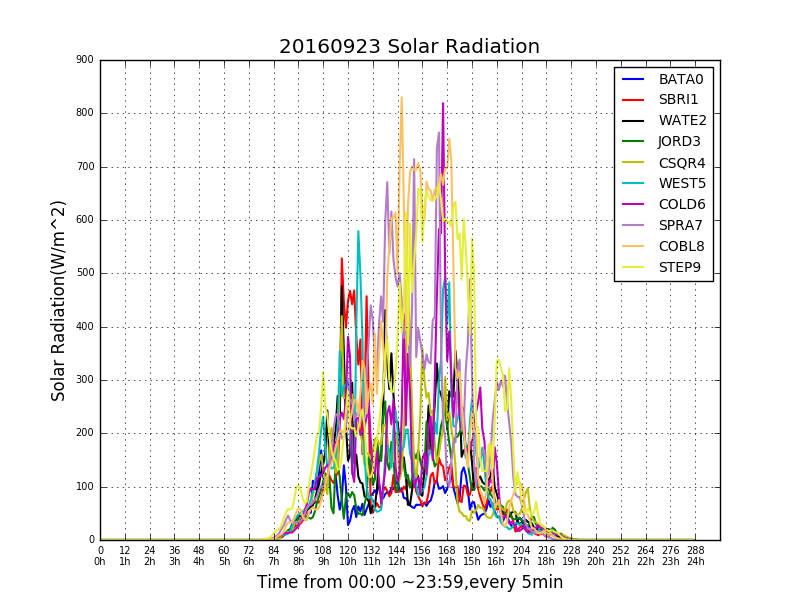 20160923 Solar Radiation
900
800
700
600
500
400
300
200
100
0
Solar Radiation(W/m^2)
BATA0
SBRI1
WATE2
JORD3
CSQR4
WEST5
COLD6
SPRA7
COBL8
STEP9
0 12 24 36 48 60 72 84 96 108 120 132 144 156 168 180 192 204 216 228 240 252 264 276 288
0h 1h 2h 3h 4h 5h 6h 7h 8h 9h 10h 11h 12h 13h 14h 15h 16h 17h 18h 19h 20h 21h 22h 23h 24h
Time from 00:00 ~23:59,every 5min